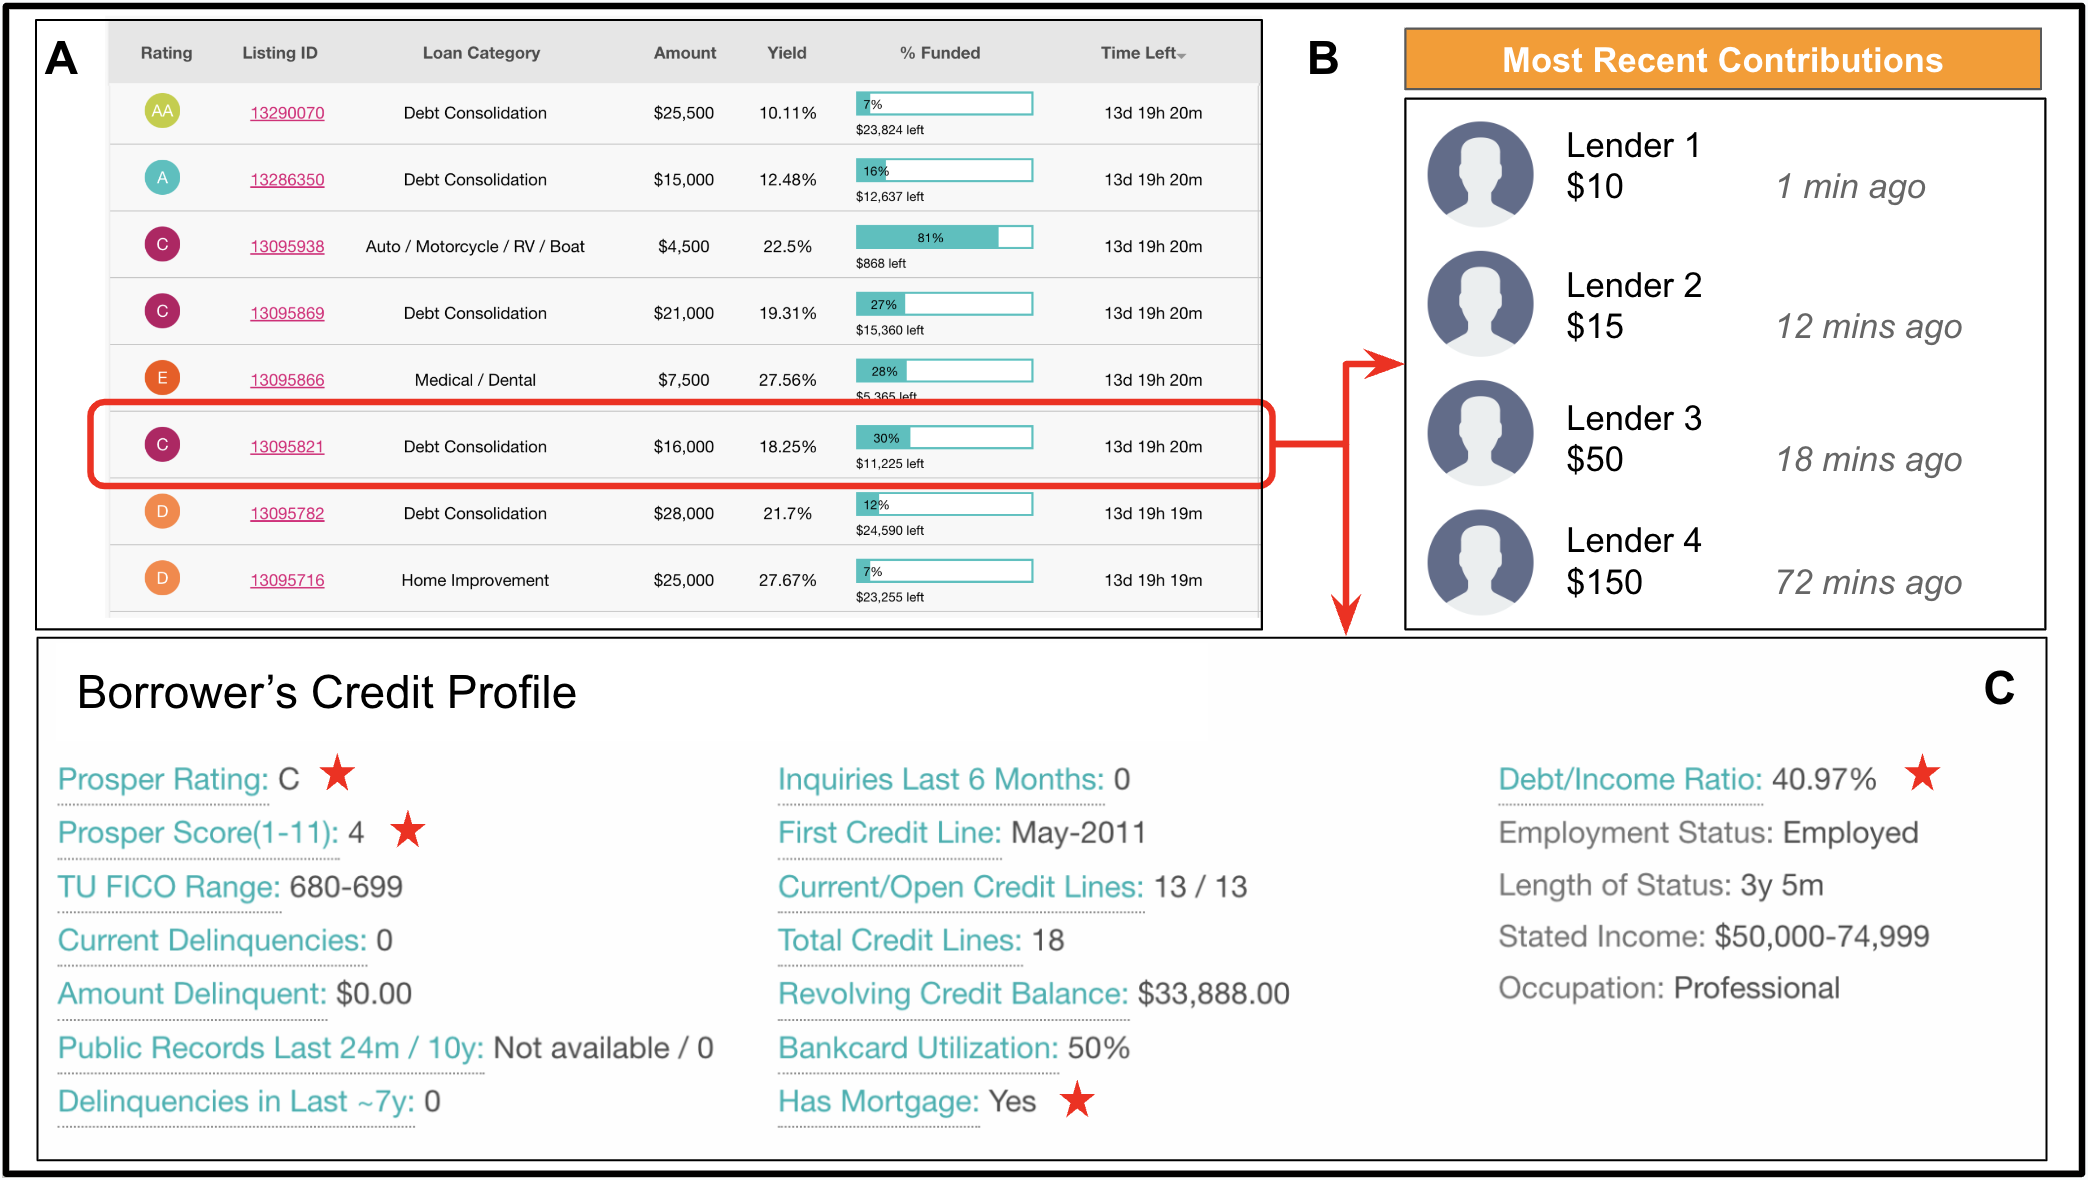 A
Rating Listing ID Loan Category Amount Yield % Funded Time Left
AA 13290070 Debt Consolidation $25,500 10.11% 7% 13d 19h 20m
$23,824 left
A 13286350 Debt Consolidation $15,000 12.48% 16% 13d 19h 20m
$12,637 left
C 13095938 Auto / Motorcycle / RV / Boat $4,500 22.5% 81% 13d 19h 20m
$868 left
C 13095869 Debt Consolidation $21,000 19.31% 27% 13d 19h 20m
$15,360 left
E 13095866 Medical / Dental $7,500 27.56% 28% 13d 19h 20m
$5,365 left
C 13095821 Debt Consolidation $16,000 18.25% 30% 13d 19h 20m
$11,225 left
D 13095782 Debt Consolidation $28,000 21.7% 12% 13d 19h 19m
$24,590 left
D 13095716 Home Improvement $25,000 27.67% 7% 13d 19h 19m
$23,255 left
B
Most Recent Contributions
Lender 1
$10 1 min ago
Lender 2
$15 12 mins ago
Lender 3
$50 18 mins ago
Lender 4
$150 72 mins ago
C
Borrower's Credit Profile
Prosper Rating: C
Prosper Score(1-11): 4
TU FICO Range: 680-699
Current Delinquencies: 0
Amount Delinquent: $0.00
Public Records Last 24m / 10y: Not available / 0
Delinquencies in Last ~7y: 0
Inquiries Last 6 Months: 0
First Credit Line: May-2011
Current/Open Credit Lines: 13 / 13
Total Credit Lines: 18
Revolving Credit Balance: $33,888.00
Bankcard Utilization: 50%
Has Mortgage: Yes
Debt/Income Ratio: 40.97%
Employment Status: Employed
Length of Status: 3y 5m
Stated Income: $50,000-74,999
Occupation: Professional